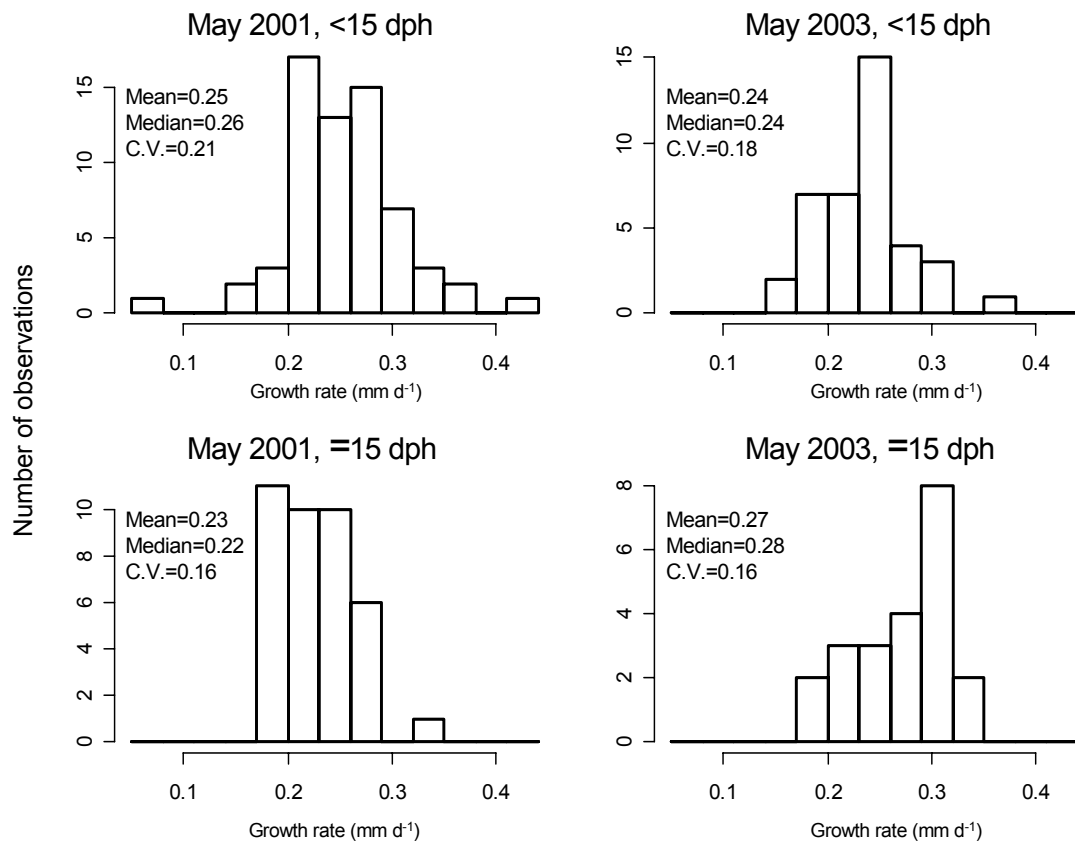 Number of observations
May 2001, <15 dph
Mean=0.25
Median=0.26
C.V.=0.21
15
10
5
0
0.1 0.2 0.3 0.4
Growth rate (mm d⁻¹)
May 2003, <15 dph
Mean=0.24
Median=0.24
C.V.=0.18
15
10
5
0
0.1 0.2 0.3 0.4
Growth rate (mm d⁻¹)
May 2001, =15 dph
Mean=0.23
Median=0.22
C.V.=0.16
10
8
6
4
2
0
0.1 0.2 0.3 0.4
Growth rate (mm d⁻¹)
May 2003, =15 dph
Mean=0.27
Median=0.28
C.V.=0.16
8
6
4
2
0
0.1 0.2 0.3 0.4
Growth rate (mm d⁻¹)